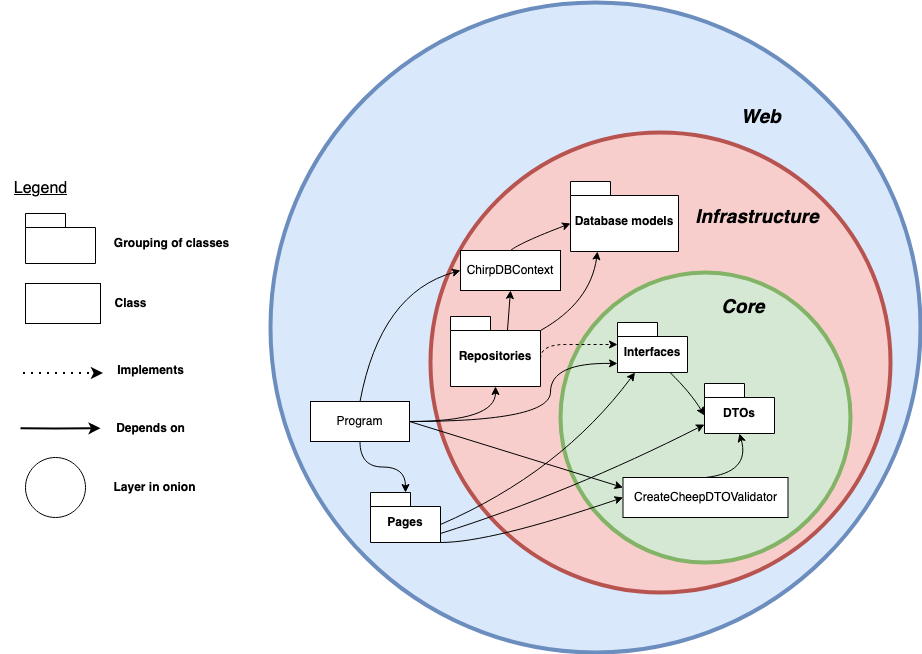 Legend
Grouping of classes
Class
Implements
Depends on
Layer in onion
Web
Infrastructure
Database models
ChirpDBContext
Core
Repositories
Interfaces
Program
DTOs
CreateCheepDTOValidator
Pages